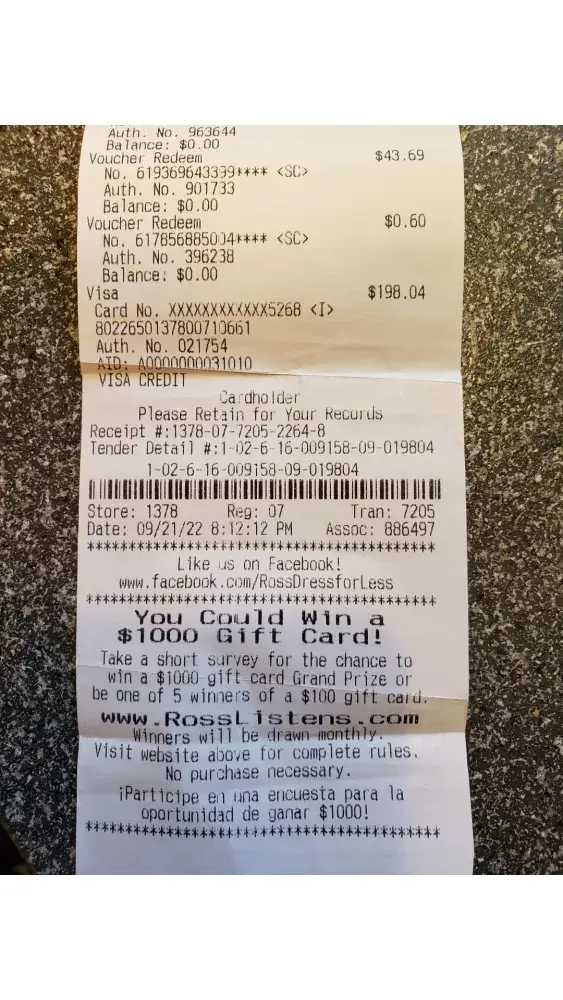 Auth. No. 963644
Balance: $0.00
Voucher Redeem $43.69
No. 619369643399**** <SC>
Auth. No. 901733
Balance: $0.00
Voucher Redeem $0.60
No. 617856885004**** <SC>
Auth. No. 396238
Balance: $0.00
Visa $198.04
Card No. XXXXXXXXXXXX5268 <I>
8022650137800710661
Auth. No. 021754
AID: A0000000031010
VISA CREDIT
Cardholder
Please Retain for Your Records
Receipt #:1378-07-7205-2264-8
Tender Detail #:1-02-6-16-009158-09-019804
1-02-6-16-009158-09-019804
Store: 1378 Reg: 07 Tran: 7205
Date: 09/21/22 8:12:12 PM Assoc: 886497
******************************************
Like us on Facebook!
www.facebook.com/RossDressforLess
******************************************
You Could Win a
$1000 Gift Card!
Take a short survey for the chance to
win a $1000 gift card Grand Prize or
be one of 5 winners of a $100 gift card.
www.RossListens.com
Winners will be drawn monthly.
Visit website above for complete rules.
No purchase necessary.
¡Participe en una encuesta para la
oportunidad de ganar $1000!
******************************************